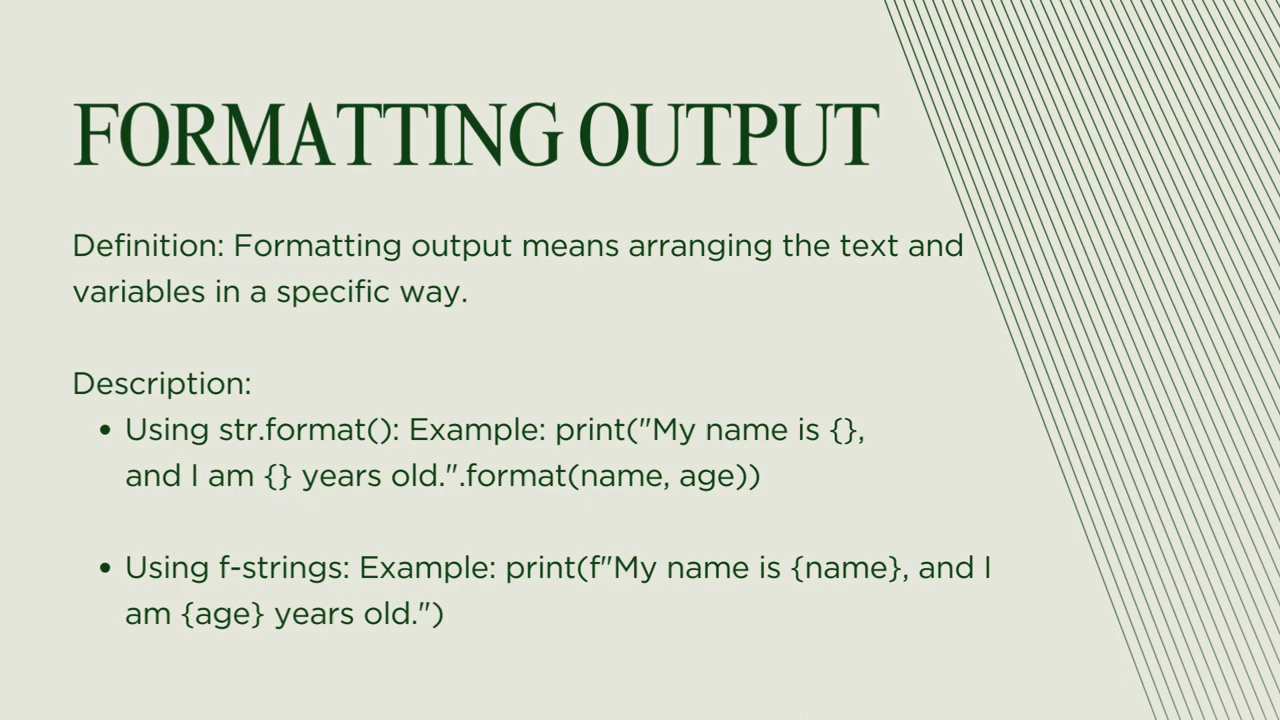 FORMATTING OUTPUT
Definition: Formatting output means arranging the text and
variables in a specific way.
Description:
• Using str.format(): Example: print("My name is {},
and I am {} years old.".format(name, age))
• Using f-strings: Example: print(f"My name is {name}, and I
am {age} years old.")